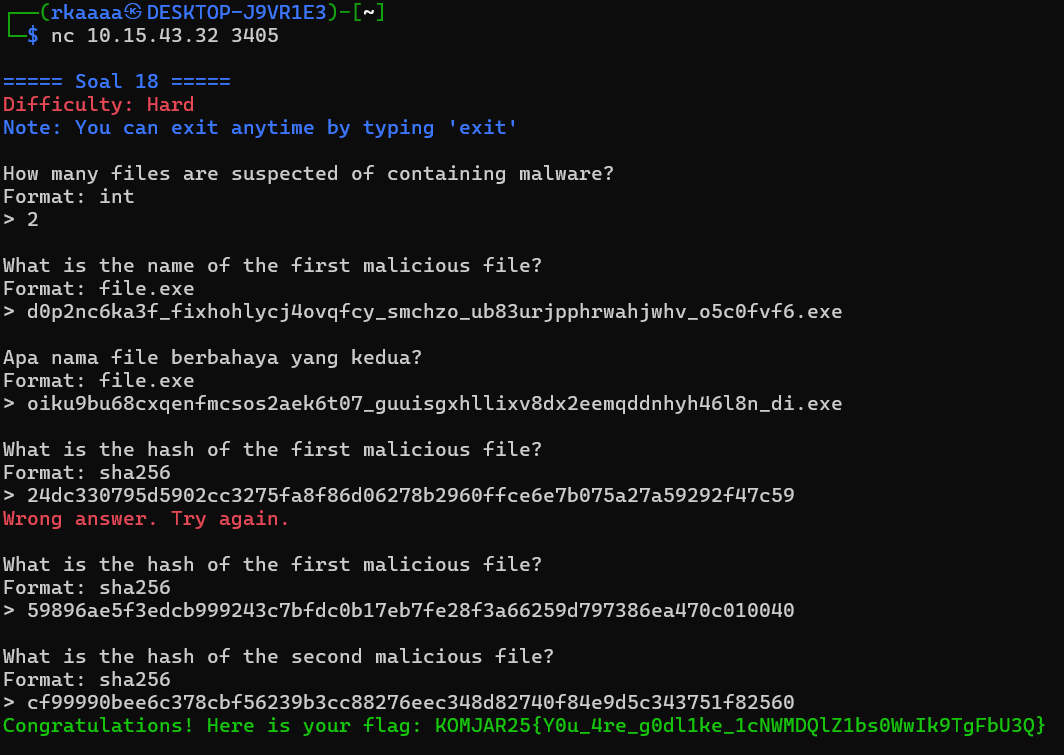 ┌──(rkaaaa㉿DESKTOP-J9VR1E3)-[~]
└─$ nc 10.15.43.32 3405
===== Soal 18 =====
Difficulty: Hard
Note: You can exit anytime by typing 'exit'
How many files are suspected of containing malware?
Format: int
> 2
What is the name of the first malicious file?
Format: file.exe
> d0p2nc6ka3f_fixhohlycj4ovqfcy_smchzo_ub83urjpphrwahjwhv_o5c0fvf6.exe
Apa nama file berbahaya yang kedua?
Format: file.exe
> oiku9bu68cxqenfmcsos2aek6t07_guuisgxhllixv8dx2eemqddnhyh46l8n_di.exe
What is the hash of the first malicious file?
Format: sha256
> 24dc330795d5902cc3275fa8f86d06278b2960ffce6e7b075a27a59292f47c59
Wrong answer. Try again.
What is the hash of the first malicious file?
Format: sha256
> 59896ae5f3edcb999243c7bfdc0b17eb7fe28f3a66259d797386ea470c010040
What is the hash of the second malicious file?
Format: sha256
> cf99990bee6c378cbf56239b3cc88276eec348d82740f84e9d5c343751f82560
Congratulations! Here is your flag: KOMJAR25{Y0u_4re_g0dl1ke_1cNWMDQlZ1bs0WwIk9TgFbU3Q}